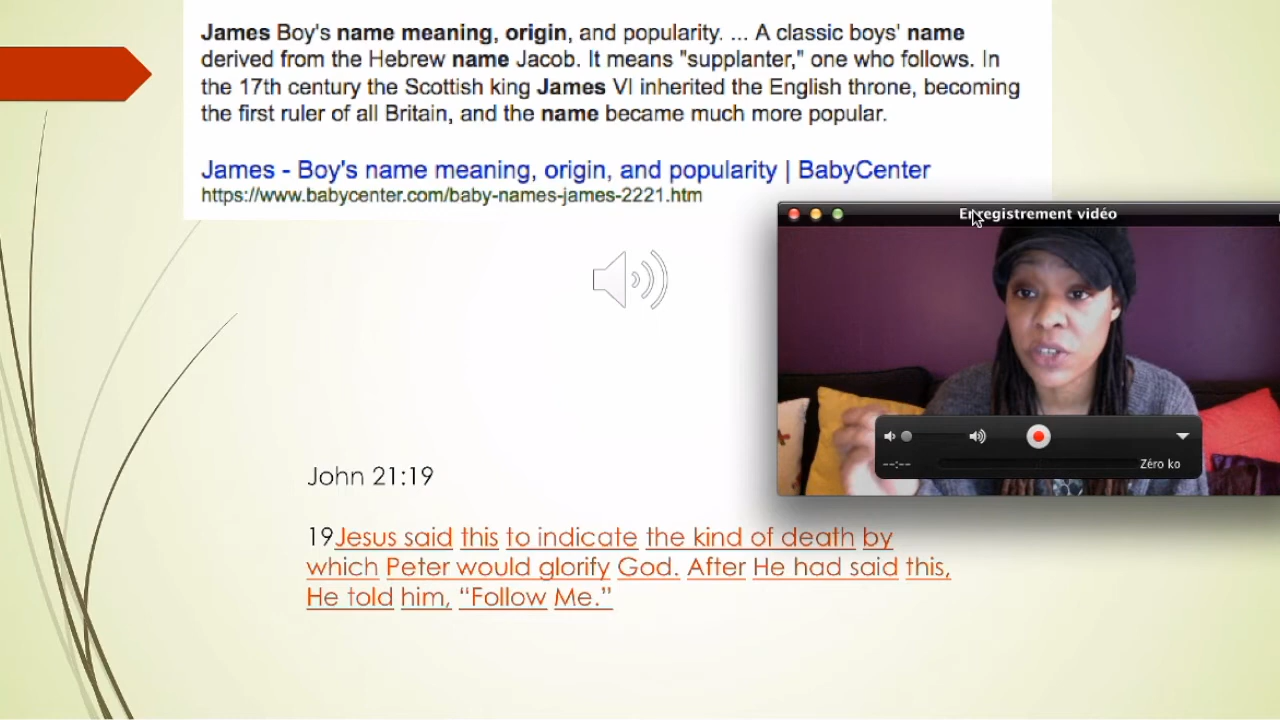 James Boy's name meaning, origin, and popularity. ... A classic boys' name
derived from the Hebrew name Jacob. It means "supplanter," one who follows. In
the 17th century the Scottish king James VI inherited the English throne, becoming
the first ruler of all Britain, and the name became much more popular.
James - Boy's name meaning, origin, and popularity | BabyCenter
https://www.babycenter.com/baby-names-james-2221.htm
Enregistrement vidéo
--:--
Zéro ko
John 21:19
19Jesus said this to indicate the kind of death by
which Peter would glorify God. After He had said this,
He told him, “Follow Me.”